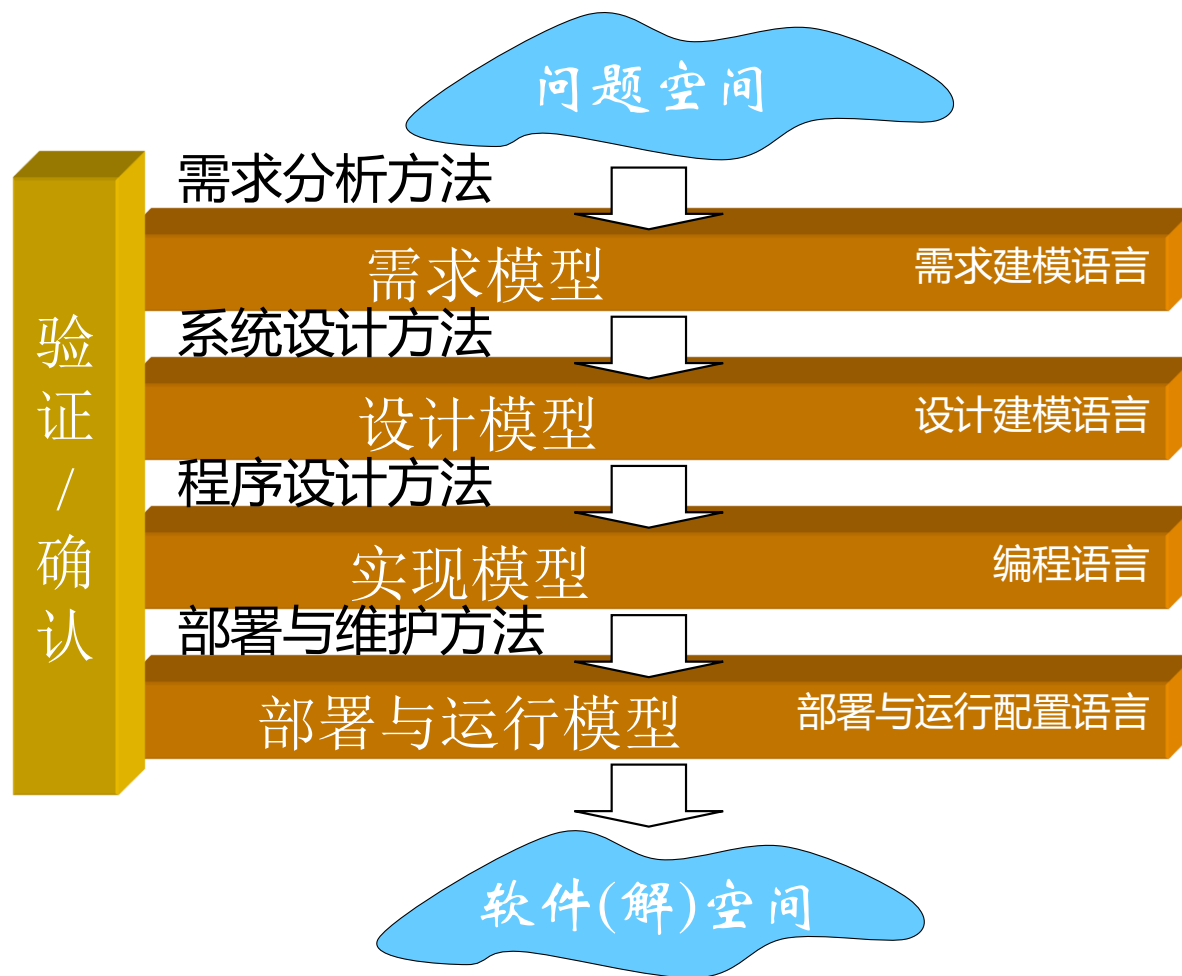 问题空间
需求分析方法
需求模型
需求建模语言
系统设计方法
设计模型
设计建模语言
程序设计方法
实现模型
编程语言
部署与维护方法
部署与运行模型
部署与运行配置语言
验
证
/
确
认
软件(解)空间